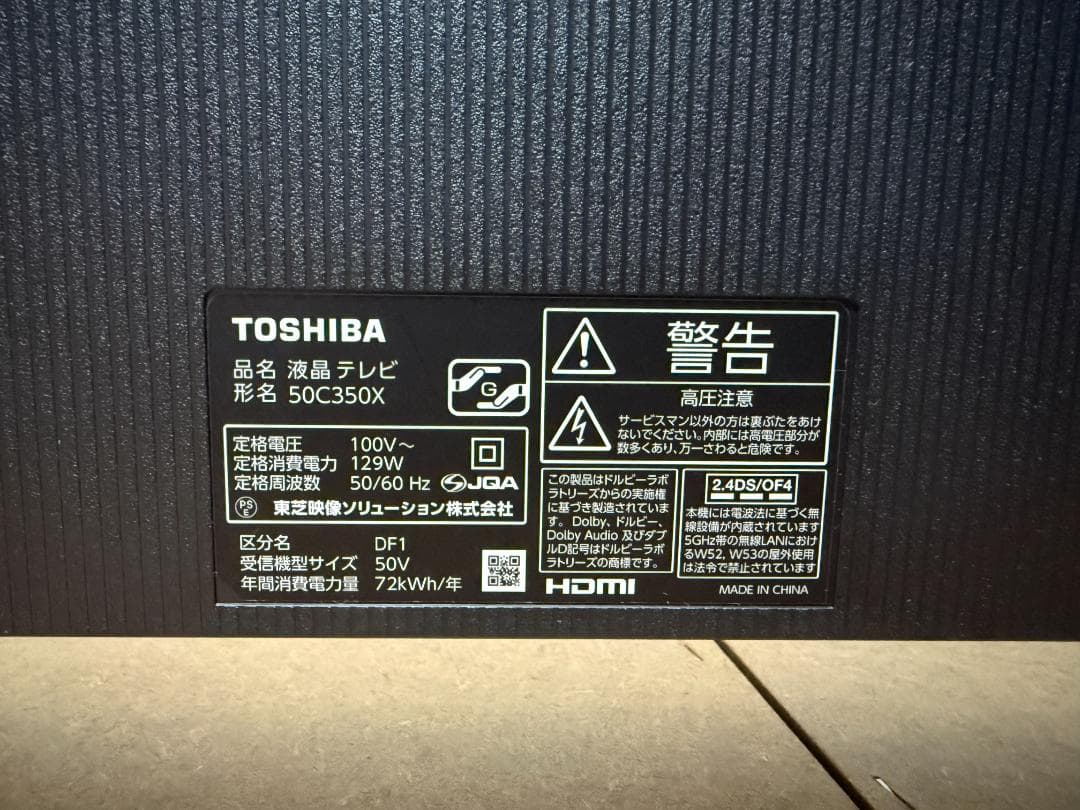 TOSHIBA
品名 液晶テレビ
形名 50C350X
G
定格電圧 100V～
定格消費電力 129W
定格周波数 50/60 Hz
JQA
PS
E
東芝映像ソリューション株式会社
区分名 DF1
受信機型サイズ 50V
年間消費電力量 72kWh/年
警告
高圧注意
サービスマン以外の方は裏ぶたをあけ
ないでください。内部には高電圧部分が
数多くあり、万一さわると危険です。
この製品はドルビーラボ
ラトリーズからの実施権
に基づき製造されていま
す。Dolby、ドルビー、
Dolby Audio 及びダブ
ルD記号はドルビーラボ
ラトリーズの商標です。
HDMI
2.4DS/OF4
本機には電波法に基づく無
線設備が内蔵されています
5GHz帯の無線LANにおけ
るW52, W53の屋外使用
は法令で禁止されています
MADE IN CHINA